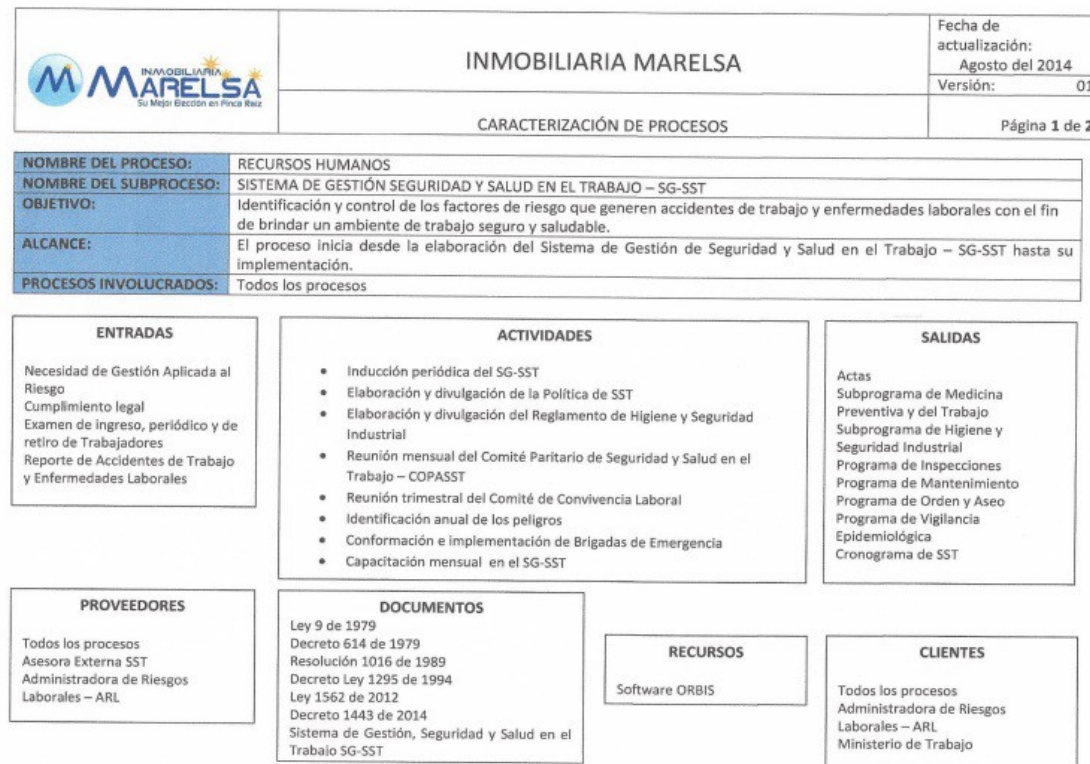 INMOBILIARIA
MARELSA
Su Mejor Elección en Finca Raíz
INMOBILIARIA MARELSA
Fecha de
actualización:
Agosto del 2014
Versión: 01
CARACTERIZACIÓN DE PROCESOS
Página 1 de 2
NOMBRE DEL PROCESO: RECURSOS HUMANOS
NOMBRE DEL SUBPROCESO: SISTEMA DE GESTIÓN SEGURIDAD Y SALUD EN EL TRABAJO – SG-SST
OBJETIVO: Identificación y control de los factores de riesgo que generen accidentes de trabajo y enfermedades laborales con el fin
de brindar un ambiente de trabajo seguro y saludable.
ALCANCE: El proceso inicia desde la elaboración del Sistema de Gestión de Seguridad y Salud en el Trabajo – SG-SST hasta su
implementación.
PROCESOS INVOLUCRADOS: Todos los procesos
ENTRADAS
Necesidad de Gestión Aplicada al
Riesgo
Cumplimiento legal
Examen de ingreso, periódico y de
retiro de Trabajadores
Reporte de Accidentes de Trabajo
y Enfermedades Laborales
ACTIVIDADES
• Inducción periódica del SG-SST
• Elaboración y divulgación de la Política de SST
• Elaboración y divulgación del Reglamento de Higiene y Seguridad
Industrial
• Reunión mensual del Comité Paritario de Seguridad y Salud en el
Trabajo – COPASST
• Reunión trimestral del Comité de Convivencia Laboral
• Identificación anual de los peligros
• Conformación e implementación de Brigadas de Emergencia
• Capacitación mensual en el SG-SST
SALIDAS
Actas
Subprograma de Medicina
Preventiva y del Trabajo
Subprograma de Higiene y
Seguridad Industrial
Programa de Inspecciones
Programa de Mantenimiento
Programa de Orden y Aseo
Programa de Vigilancia
Epidemiológica
Cronograma de SST
PROVEEDORES
Todos los procesos
Asesora Externa SST
Administradora de Riesgos
Laborales – ARL
DOCUMENTOS
Ley 9 de 1979
Decreto 614 de 1979
Resolución 1016 de 1989
Decreto Ley 1295 de 1994
Ley 1562 de 2012
Decreto 1443 de 2014
Sistema de Gestión, Seguridad y Salud en el
Trabajo SG-SST
RECURSOS
Software ORBIS
CLIENTES
Todos los procesos
Administradora de Riesgos
Laborales – ARL
Ministerio de Trabajo